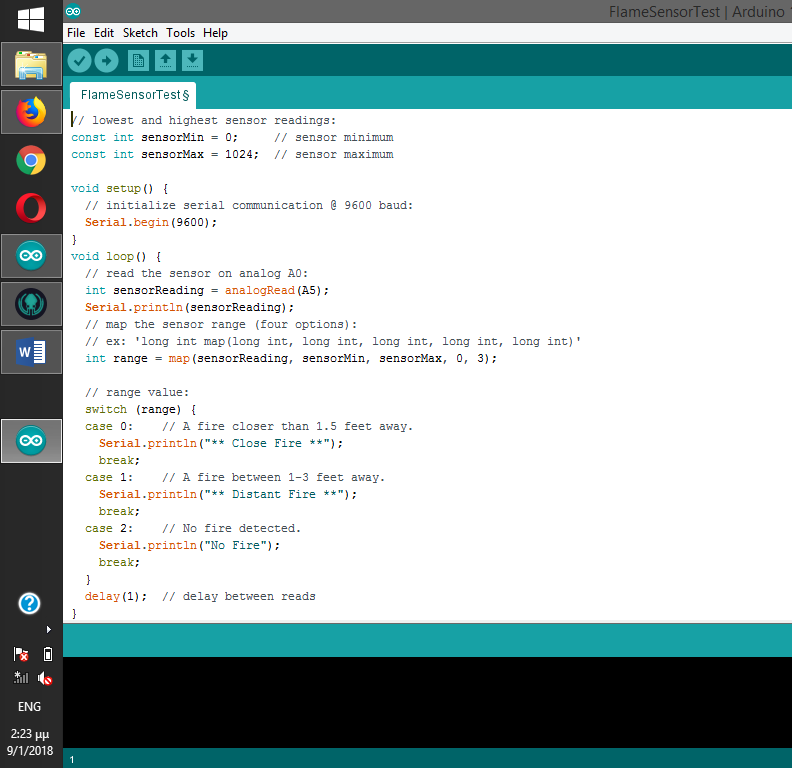 FlameSensorTest | Arduino 1
File Edit Sketch Tools Help
FlameSensorTest§
// lowest and highest sensor readings:
const int sensorMin = 0;     // sensor minimum
const int sensorMax = 1024;  // sensor maximum
void setup() {
  // initialize serial communication @ 9600 baud:
  Serial.begin(9600);
}
void loop() {
  // read the sensor on analog A0:
  int sensorReading = analogRead(A5);
  Serial.println(sensorReading);
  // map the sensor range (four options):
  // ex: 'long int map(long int, long int, long int, long int, long int)'
  int range = map(sensorReading, sensorMin, sensorMax, 0, 3);
  // range value:
  switch (range) {
  case 0:    // A fire closer than 1.5 feet away.
    Serial.println("** Close Fire **");
    break;
  case 1:    // A fire between 1-3 feet away.
    Serial.println("** Distant Fire **");
    break;
  case 2:    // No fire detected.
    Serial.println("No Fire");
    break;
  }
  delay(1);  // delay between reads
}
W
?
ENG
2:23 μμ
9/1/2018
1